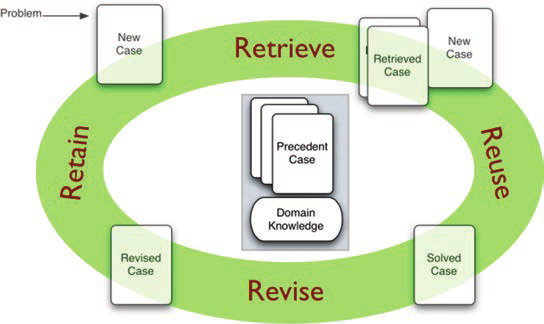 Problem
New
Case
Retrieve
Retrieved
Case
New
Case
Retain
Precedent
Case
Reuse
Domain
Knowledge
Revised
Case
Revise
Solved
Case